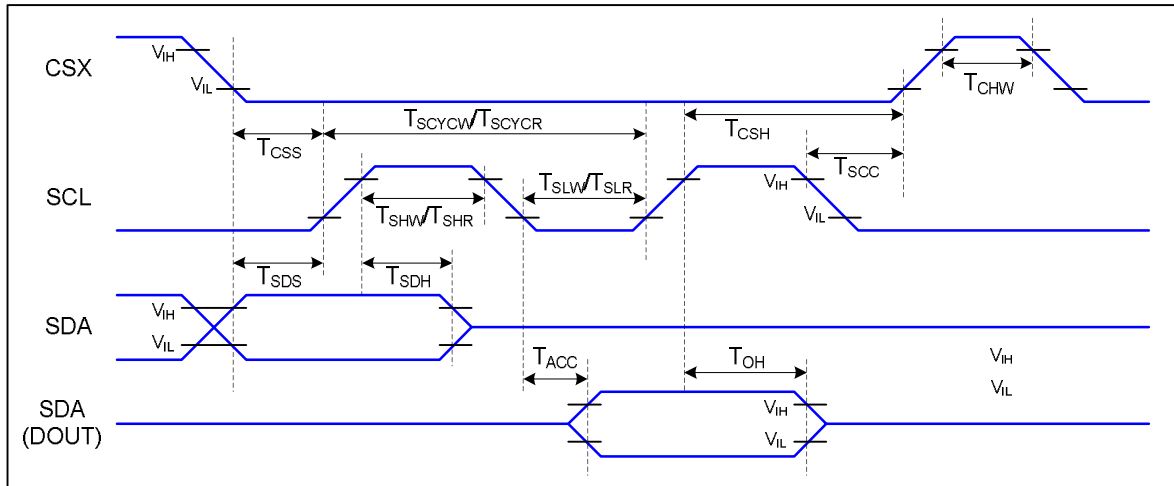 CSX
VIH
VIL
TCHW
TSCYCW/TSCYCR
TCSS
TCSH
TSCC
SCL
TSLW/TSLR
VIH
VIL
TSHW/TSHR
TSDS
TSDH
SDA
VIH
VIL
TACC
TOH
VIH
VIL
SDA
(DOUT)
VIH
VIL